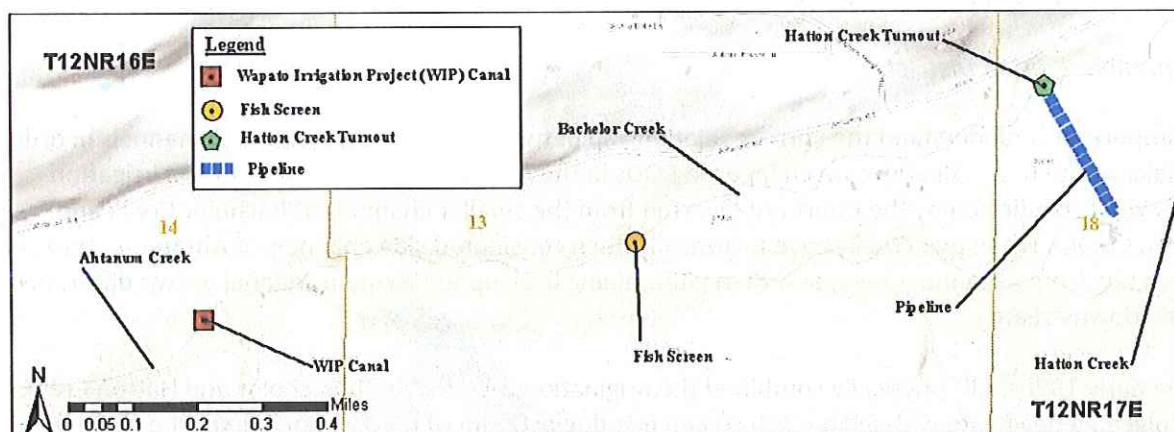 T12NR16E
Legend
Wapato Irrigation Project (WIP) Canal
Fish Screen
Hatton Creek Turnout
Pipeline
Hatton Creek Turnout
Bachelor Creek
14
13
18
Ahtanum Creek
WIP Canal
Fish Screen
Pipeline
Hatton Creek
N
Miles
0 0.05 0.1 0.2 0.3 0.4
T12NR17E